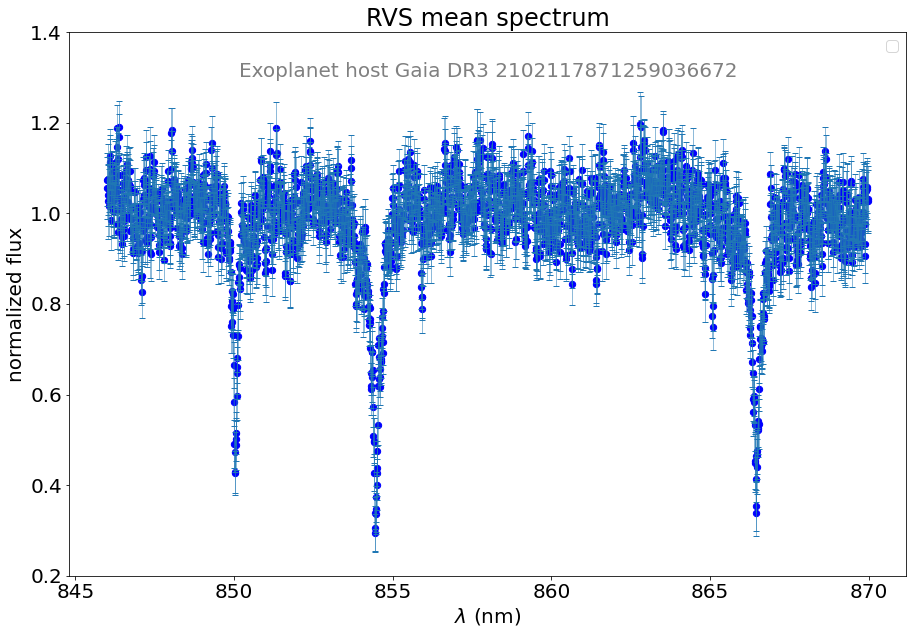 RVS mean spectrum
Exoplanet host Gaia DR3 2102117871259036672
1.4
1.2
1.0
0.8
0.6
0.4
0.2
normalized flux
845 850 855 860 865 870
λ (nm)